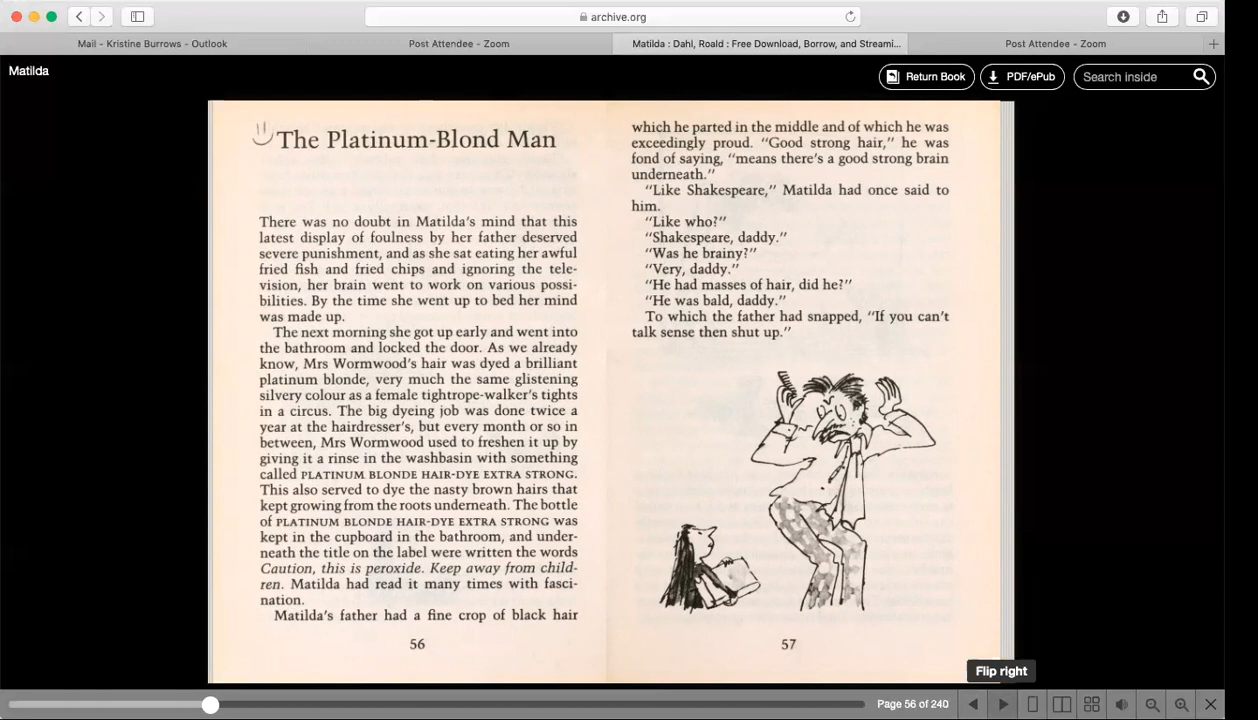 archive.org
Mail - Kristine Burrows - Outlook
Post Attendee - Zoom
Matilda : Dahl, Roald : Free Download, Borrow, and Streami...
Post Attendee - Zoom
Matilda
Return Book
PDF/ePub
Search inside
The Platinum-Blond Man
There was no doubt in Matilda's mind that this
latest display of foulness by her father deserved
severe punishment, and as she sat eating her awful
fried fish and fried chips and ignoring the tele-
vision, her brain went to work on various possi-
bilities. By the time she went up to bed her mind
was made up.
The next morning she got up early and went into
the bathroom and locked the door. As we already
know, Mrs Wormwood's hair was dyed a brilliant
platinum blonde, very much the same glistening
silvery colour as a female tightrope-walker's tights
in a circus. The big dyeing job was done twice a
year at the hairdresser's, but every month or so in
between, Mrs Wormwood used to freshen it up by
giving it a rinse in the washbasin with something
called PLATINUM BLONDE HAIR-DYE EXTRA STRONG.
This also served to dye the nasty brown hairs that
kept growing from the roots underneath. The bottle
of PLATINUM BLONDE HAIR-DYE EXTRA STRONG was
kept in the cupboard in the bathroom, and under-
neath the title on the label were written the words
Caution, this is peroxide. Keep away from child-
ren. Matilda had read it many times with fasci-
nation.
Matilda's father had a fine crop of black hair
56
which he parted in the middle and of which he was
exceedingly proud. "Good strong hair," he was
fond of saying, "means there's a good strong brain
underneath."
"Like Shakespeare," Matilda had once said to
him.
"Like who?"
"Shakespeare, daddy."
"Was he brainy?"
"Very, daddy."
"He had masses of hair, did he?"
"He was bald, daddy."
To which the father had snapped, "If you can't
talk sense then shut up."
57
Flip right
Page 56 of 240